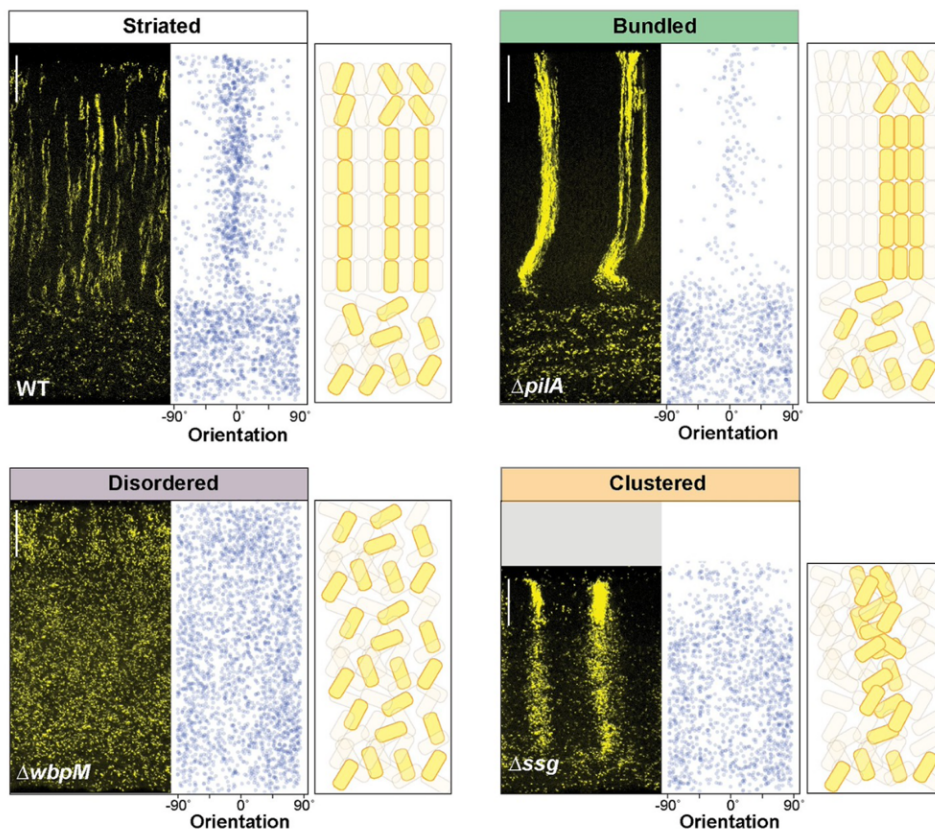 Striated
WT
-90° 0° 90°
Orientation
Bundled
ΔpilA
-90° 0° 90°
Orientation
Disordered
ΔwbpM
-90° 0° 90°
Orientation
Clustered
Δssg
-90° 0° 90°
Orientation